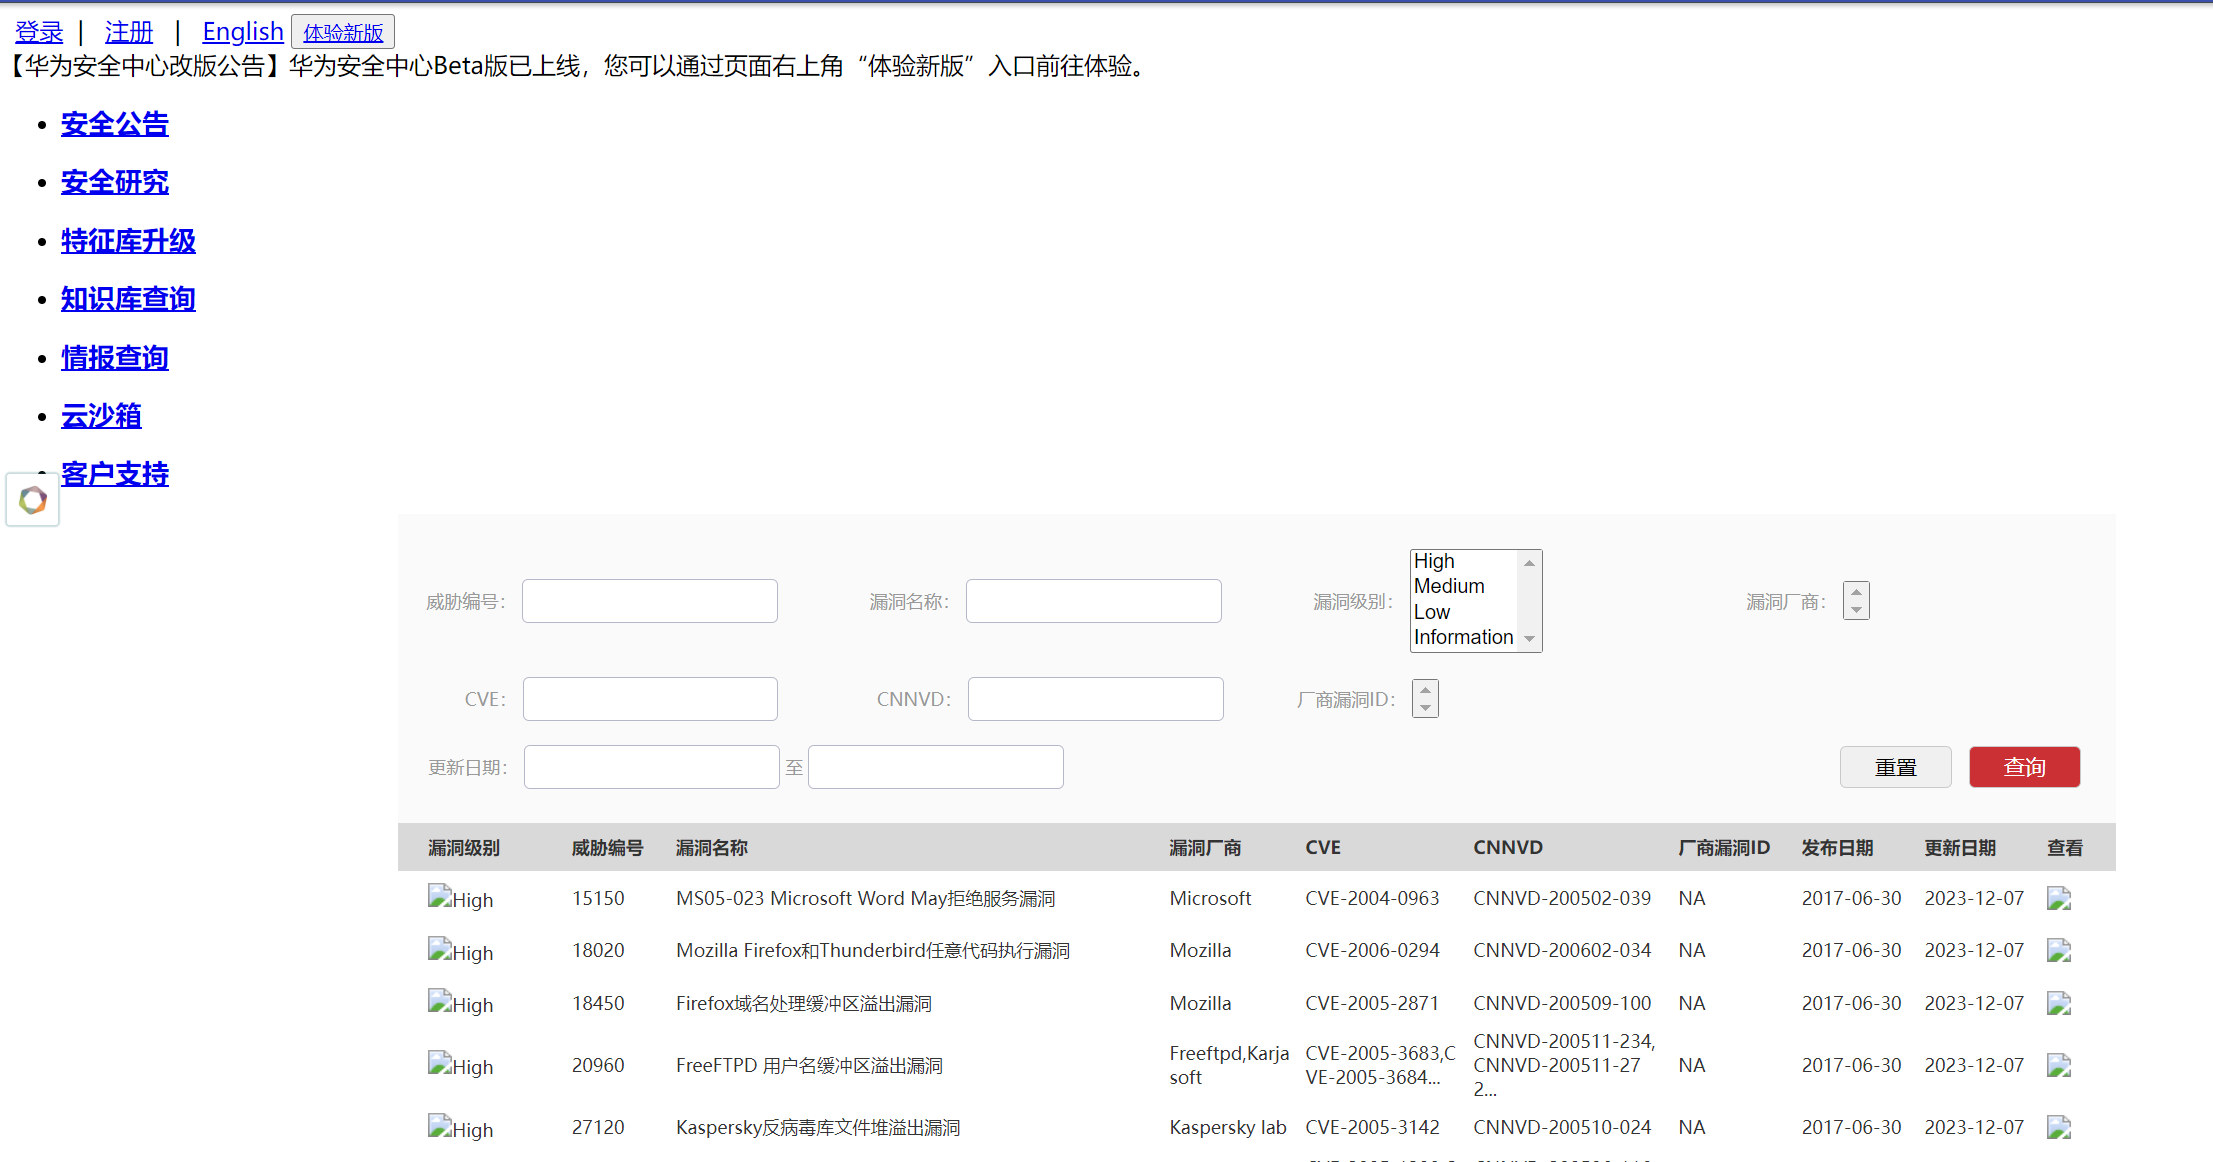 登录 | 注册 | English 体验新版
【华为安全中心改版公告】华为安全中心Beta版已上线，您可以通过页面右上角“体验新版”入口前往体验。
安全公告
安全研究
特征库升级
知识库查询
情报查询
云沙箱
客户支持
威胁编号： 漏洞名称： 漏洞级别： High Medium Low Information 漏洞厂商：
CVE： CNNVD： 厂商漏洞ID：
更新日期： 至 重置 查询
漏洞级别 威胁编号 漏洞名称 漏洞厂商 CVE CNNVD 厂商漏洞ID 发布日期 更新日期 查看
High 15150 MS05-023 Microsoft Word May拒绝服务漏洞 Microsoft CVE-2004-0963 CNNVD-200502-039 NA 2017-06-30 2023-12-07
High 18020 Mozilla Firefox和Thunderbird任意代码执行漏洞 Mozilla CVE-2006-0294 CNNVD-200602-034 NA 2017-06-30 2023-12-07
High 18450 Firefox域名处理缓冲区溢出漏洞 Mozilla CVE-2005-2871 CNNVD-200509-100 NA 2017-06-30 2023-12-07
High 20960 FreeFTPD 用户名缓冲区溢出漏洞 Freeftpd,Karjasoft CVE-2005-3683,CVE-2005-3684... CNNVD-200511-234,CNNVD-200511-272... NA 2017-06-30 2023-12-07
High 27120 Kaspersky反病毒库文件堆溢出漏洞 Kaspersky lab CVE-2005-3142 CNNVD-200510-024 NA 2017-06-30 2023-12-07